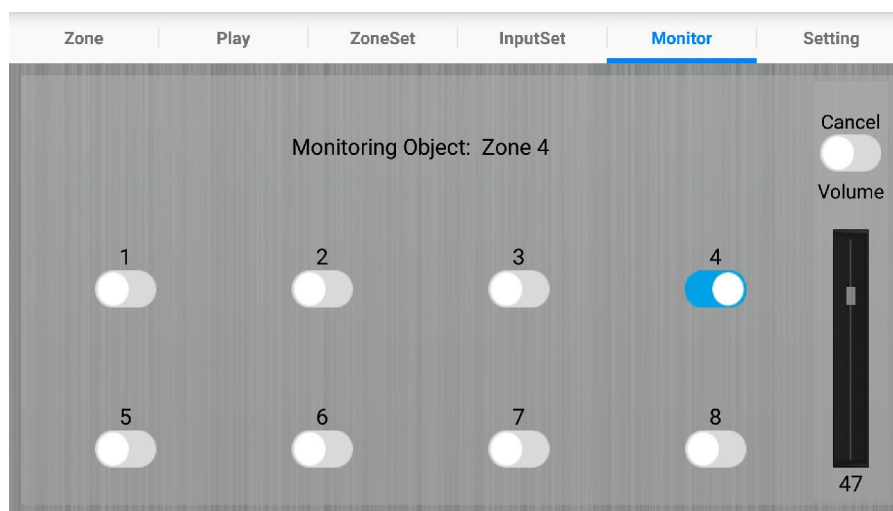 Zone Play ZoneSet InputSet Monitor Setting
Monitoring Object: Zone 4
Cancel
Volume
1 2 3 4
5 6 7 8
47